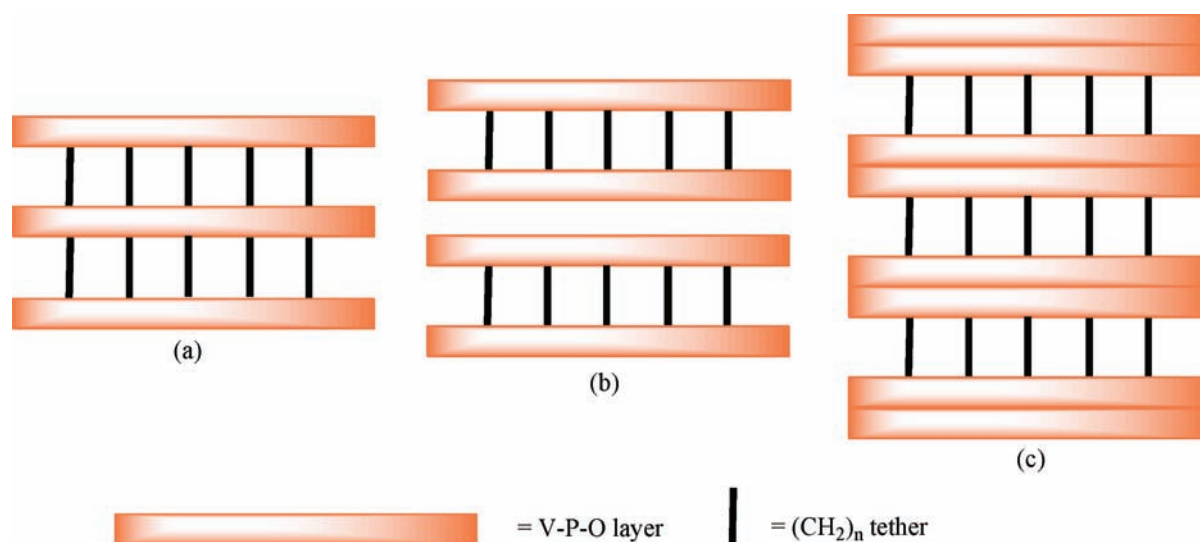 (a)
(b)
(c)
= V-P-O layer
= (CH₂)ₙ tether